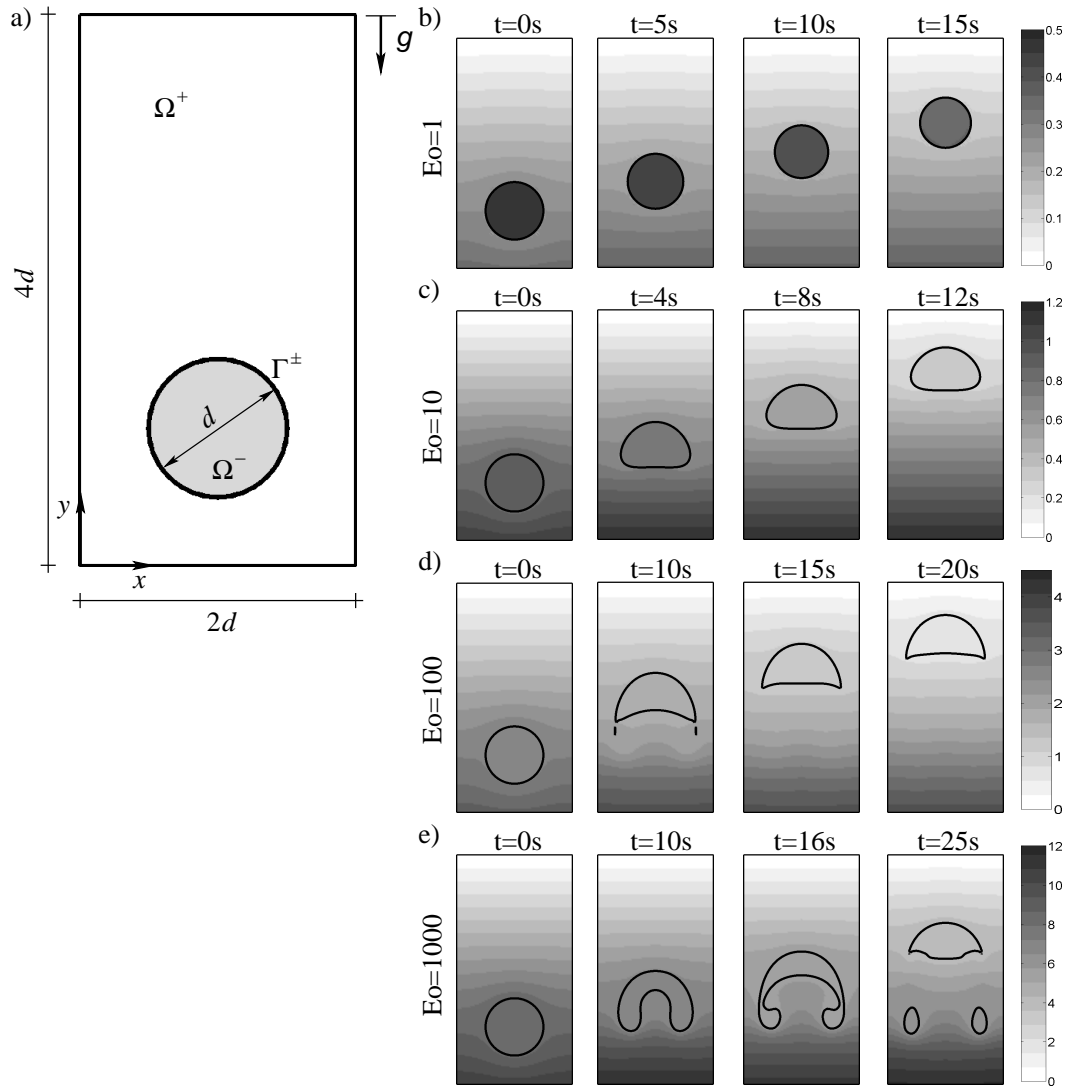 a)
g
Ω⁺
4d
Γ±
d
Ω⁻
y
x
2d
b)
t=0s t=5s t=10s t=15s
Eo=1
0.5
0.4
0.3
0.2
0.1
0
c)
t=0s t=4s t=8s t=12s
Eo=10
1.2
1
0.8
0.6
0.4
0.2
0
d)
t=0s t=10s t=15s t=20s
Eo=100
4
3
2
1
0
e)
t=0s t=10s t=16s t=25s
Eo=1000
12
10
8
6
4
2
0